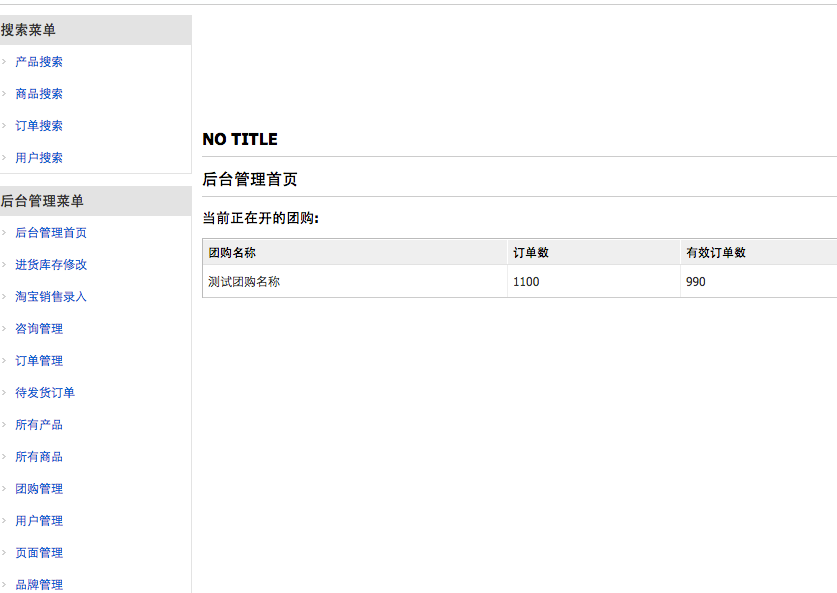 搜索菜单
产品搜索
商品搜索
订单搜索
用户搜索
后台管理菜单
后台管理首页
进货库存修改
淘宝销售录入
咨询管理
订单管理
待发货订单
所有产品
所有商品
团购管理
用户管理
页面管理
品牌管理
NO TITLE
后台管理首页
当前正在开的团购:
团购名称 订单数 有效订单数
测试团购名称 1100 990